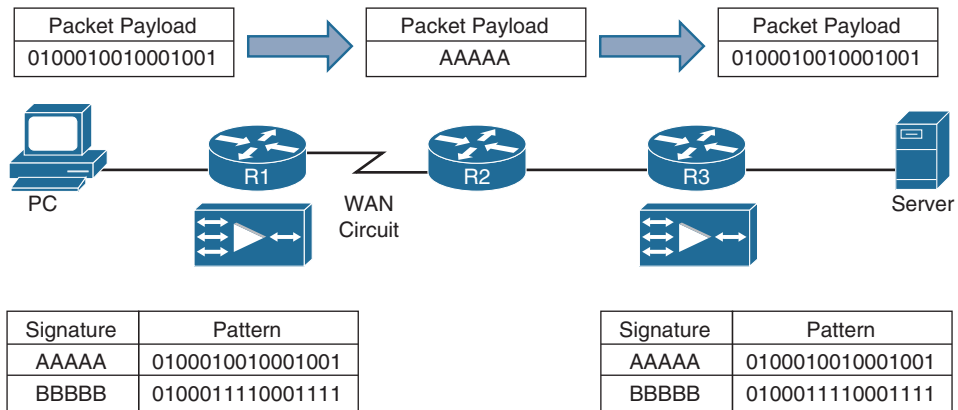 Packet Payload
0100010010001001
Packet Payload
AAAAA
Packet Payload
0100010010001001
R1
R2
R3
PC
WAN
Circuit
Server
Signature Pattern
AAAAA 0100010010001001
BBBBB 0100011110001111
Signature Pattern
AAAAA 0100010010001001
BBBBB 0100011110001111